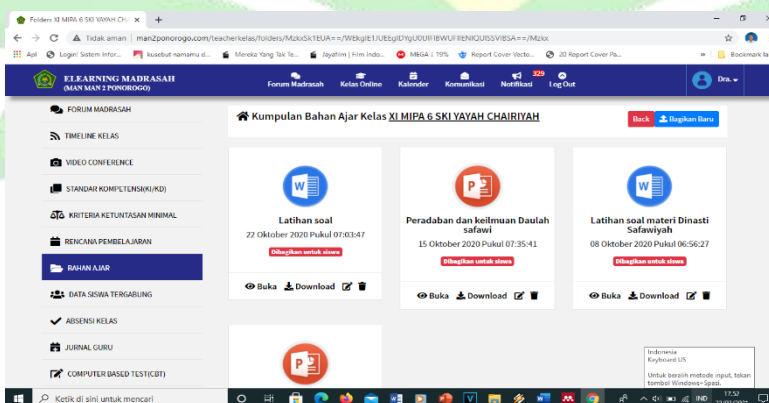 Folders XI MIPA 6 SKI YAYAH CH
Tidak aman | man2ponorogo.com/teacherkelas/folders/
Apl Login! Sistem Infor... kusebut namamu d... Mereka Yang Tak Te... Jayafilm | Film Indo... Report Cover Vecto... 20 Report Cover Pa... » Bookmark la
ELEARNING MADRASAH
(MAN MAN 2 PONOROGO)
Forum Madrasah Kelas Online Kalender Komunikasi Notifikasi 329 Log Out Dra.
FORUM MADRASAH
TIMELINE KELAS
VIDEO CONFERENCE
STANDAR KOMPETENSI(KI/KD)
KRITERIA KETUNTASAN MINIMAL
RENCANA PEMBELAJARAN
BAHAN AJAR
DATA SISWA TERGABUNG
ABSENSI KELAS
JURNAL GURU
COMPUTER BASED TEST(CBT)
Kumpulan Bahan Ajar Kelas XI MIPA 6 SKI YAYAH CHAIRIYAH
Back Bagikan Baru
Latihan soal
22 Oktober 2020 Pukul 07:03:47
Dibagikan untuk siswa
Buka Download
Peradaban dan keilmuan Daulah
safawi
15 Oktober 2020 Pukul 07:35:41
Dibagikan untuk siswa
Buka Download
Latihan soal materi Dinasti
Safawiyah
08 Oktober 2020 Pukul 06:56:27
Dibagikan untuk siswa
Buka Download
Indonesia
Keyboard US
Untuk beralih metode input, tekan
tombol Windows+ Spasi.
Ketik di sini untuk mencari
IND
17.52